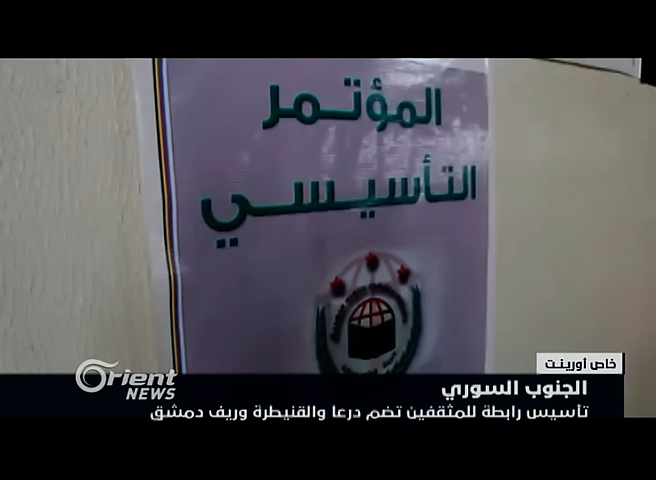 المؤتمر
التأسيسي
خاص أورينت
الجنوب السوري
تأسيس رابطة للمثقفين تضم درعا والقنيطرة وريف دمشق
Orient
NEWS